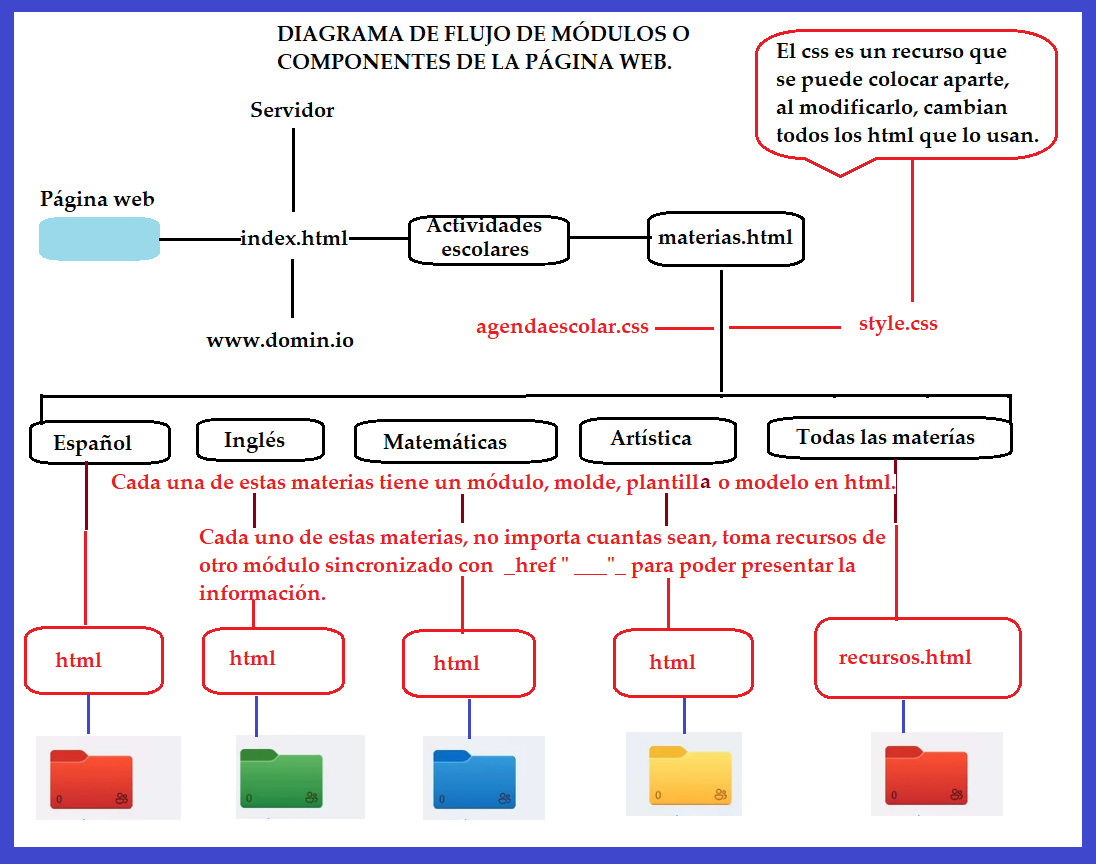 DIAGRAMA DE FLUJO DE MÓDULOS O
COMPONENTES DE LA PÁGINA WEB.
El css es un recurso que
se puede colocar aparte,
al modificarlo, cambian
todos los html que lo usan.
Servidor
Página web
index.html
Actividades
escolares
materias.html
www.domin.io
agendaescolar.css
style.css
Español
Inglés
Matemáticas
Artística
Todas las materías
Cada una de estas materias tiene un módulo, molde, plantilla o modelo en html.
Cada uno de estas materias, no importa cuantas sean, toma recursos de
otro módulo sincronizado con _href " ___"_ para poder presentar la
información.
html
html
html
html
recursos.html
0
0
0
0
0